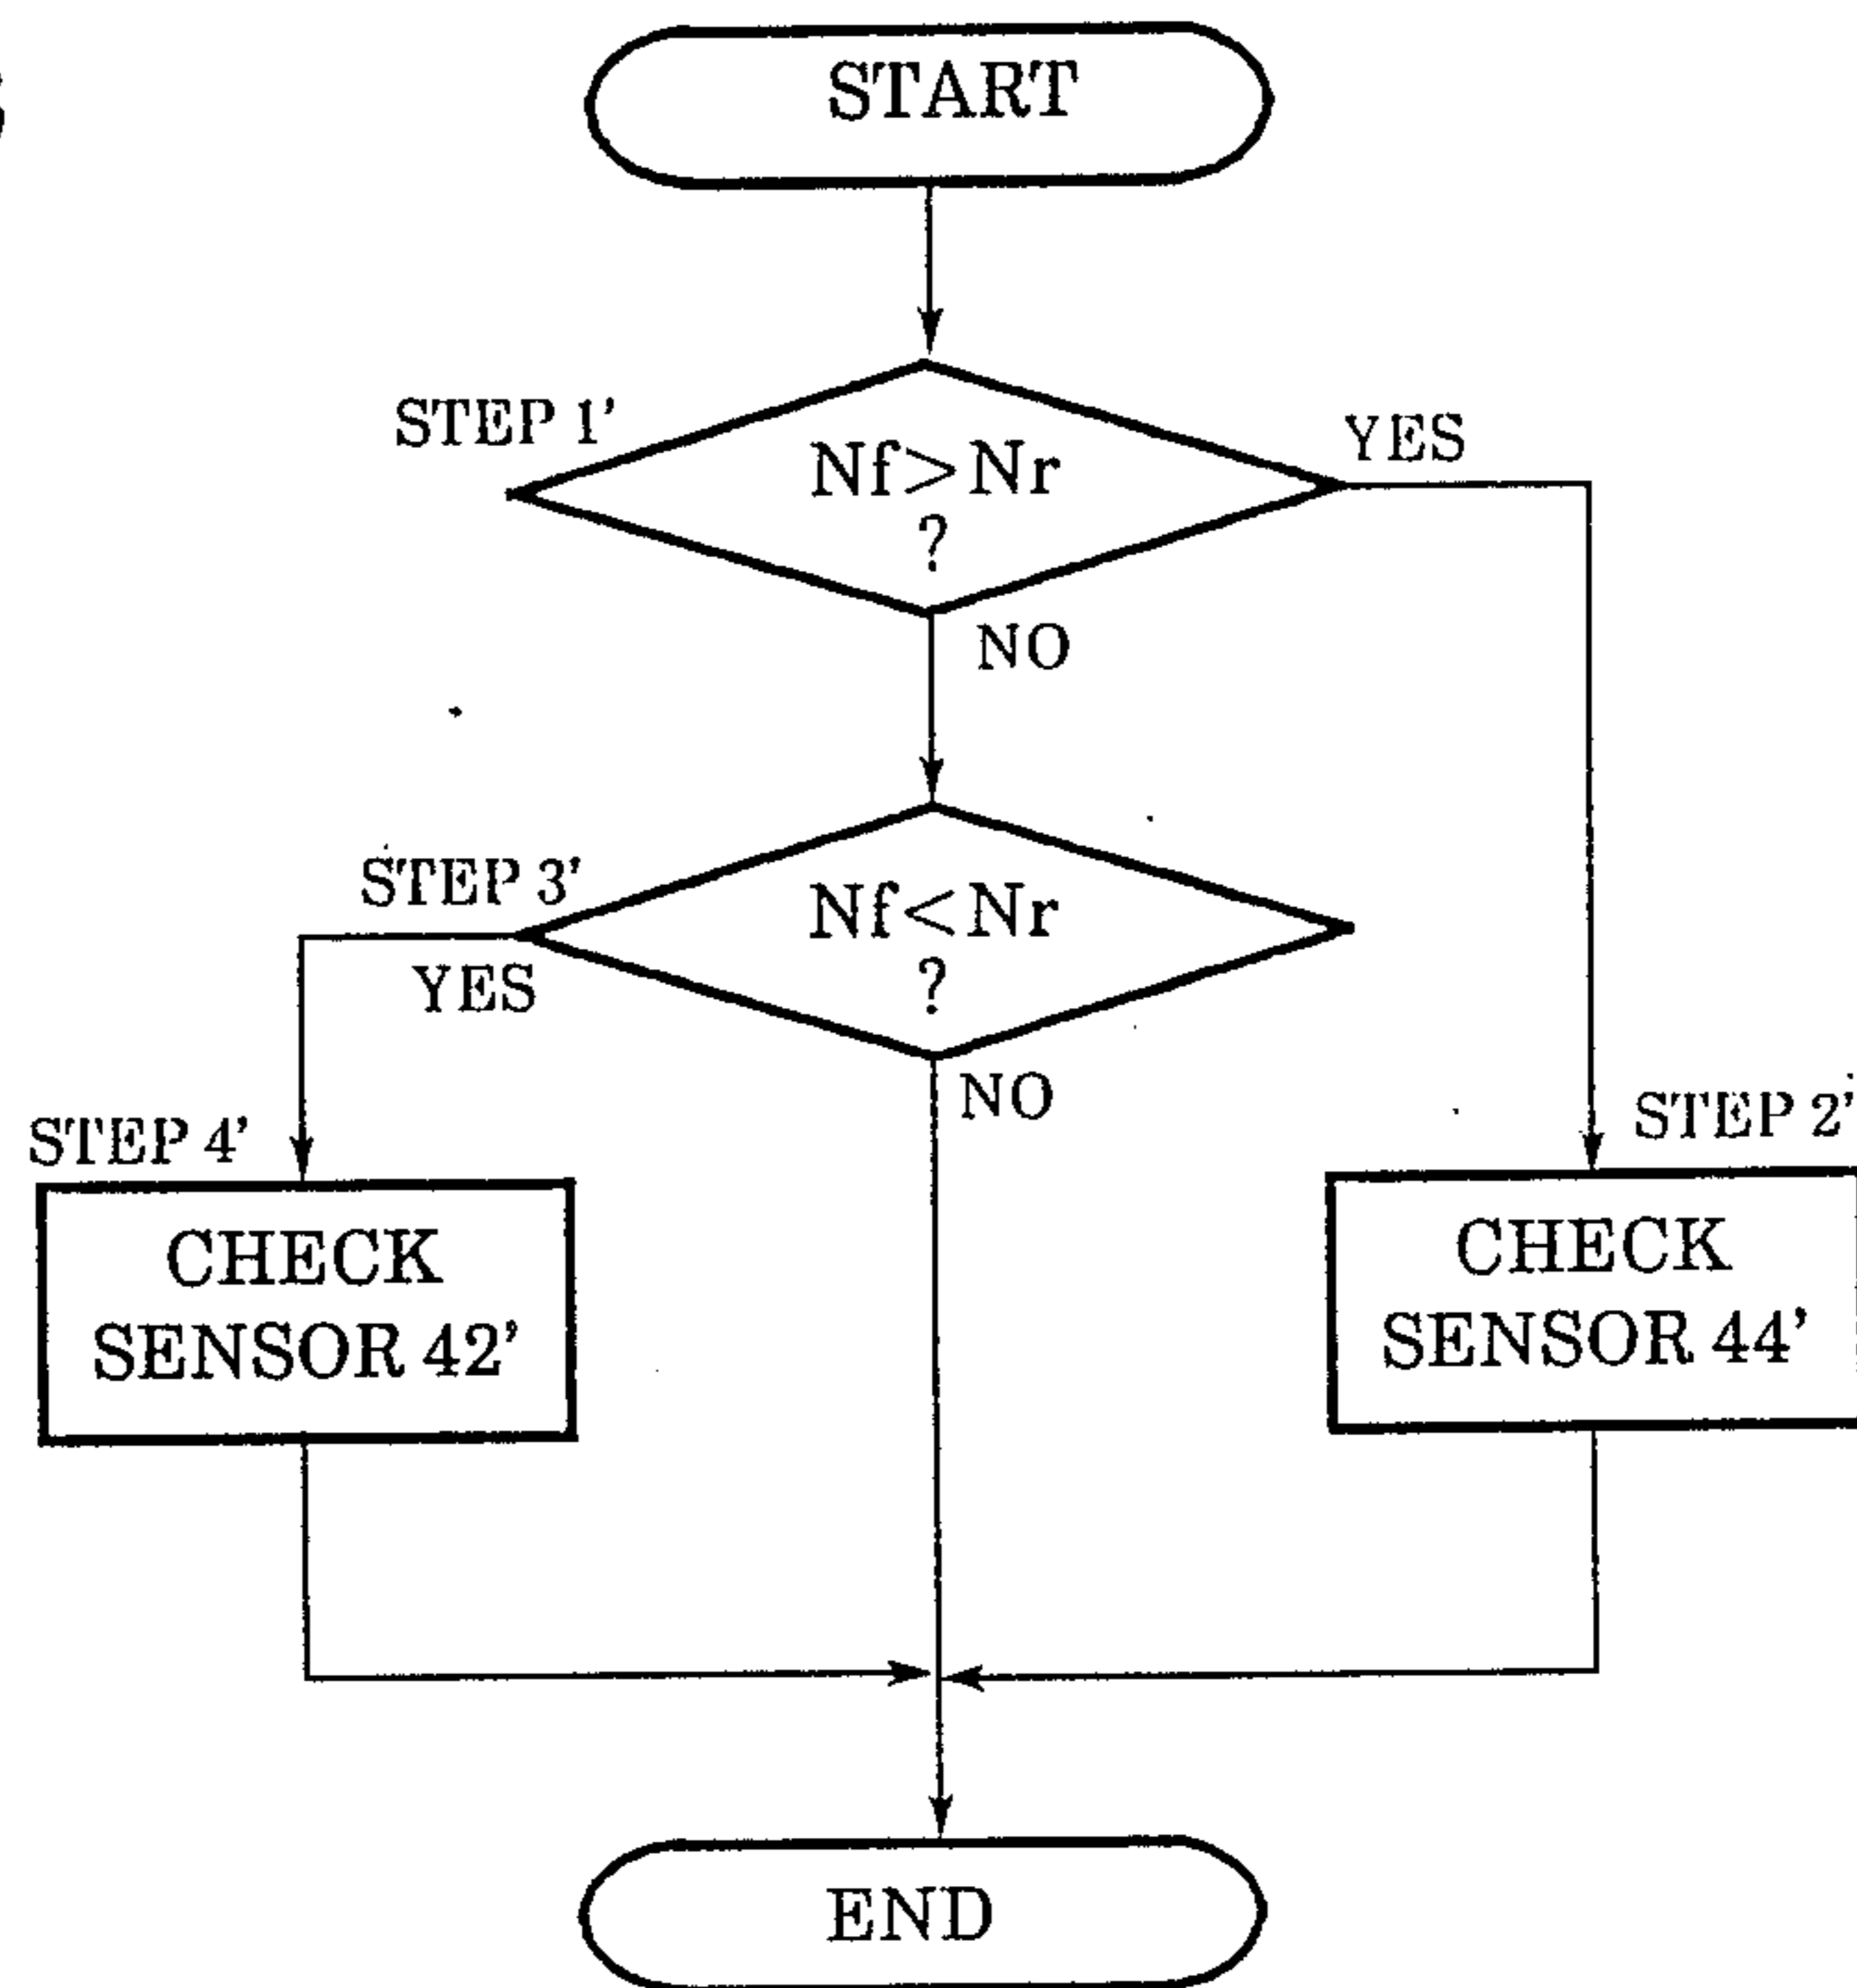 START
STEP 1'
Nf>Nr
?
YES
NO
STEP 3'
Nf<Nr
?
YES
NO
STEP 4'
CHECK
SENSOR 42'
STEP 2'
CHECK
SENSOR 44'
END